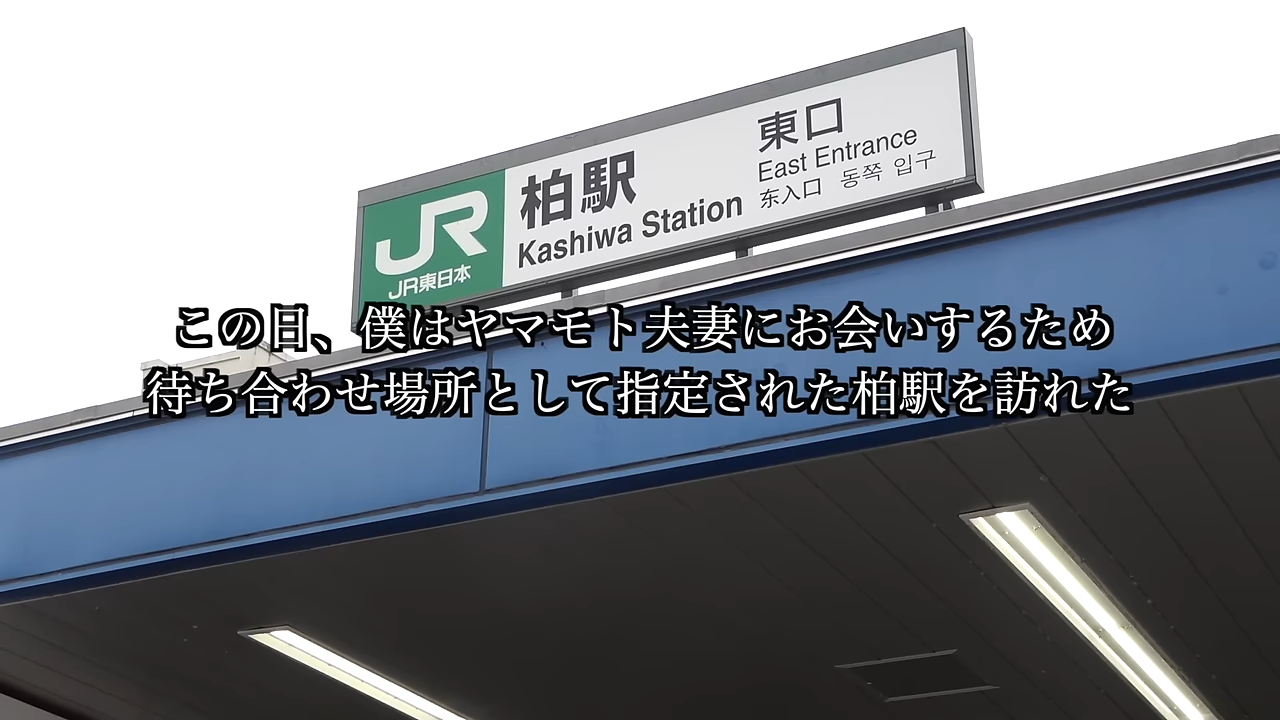 JR
JR東日本
柏駅
Kashiwa Station
東口
East Entrance
东入口 동쪽 입구
この日、僕はヤマモト夫妻にお会いするため
待ち合わせ場所として指定された柏駅を訪れた